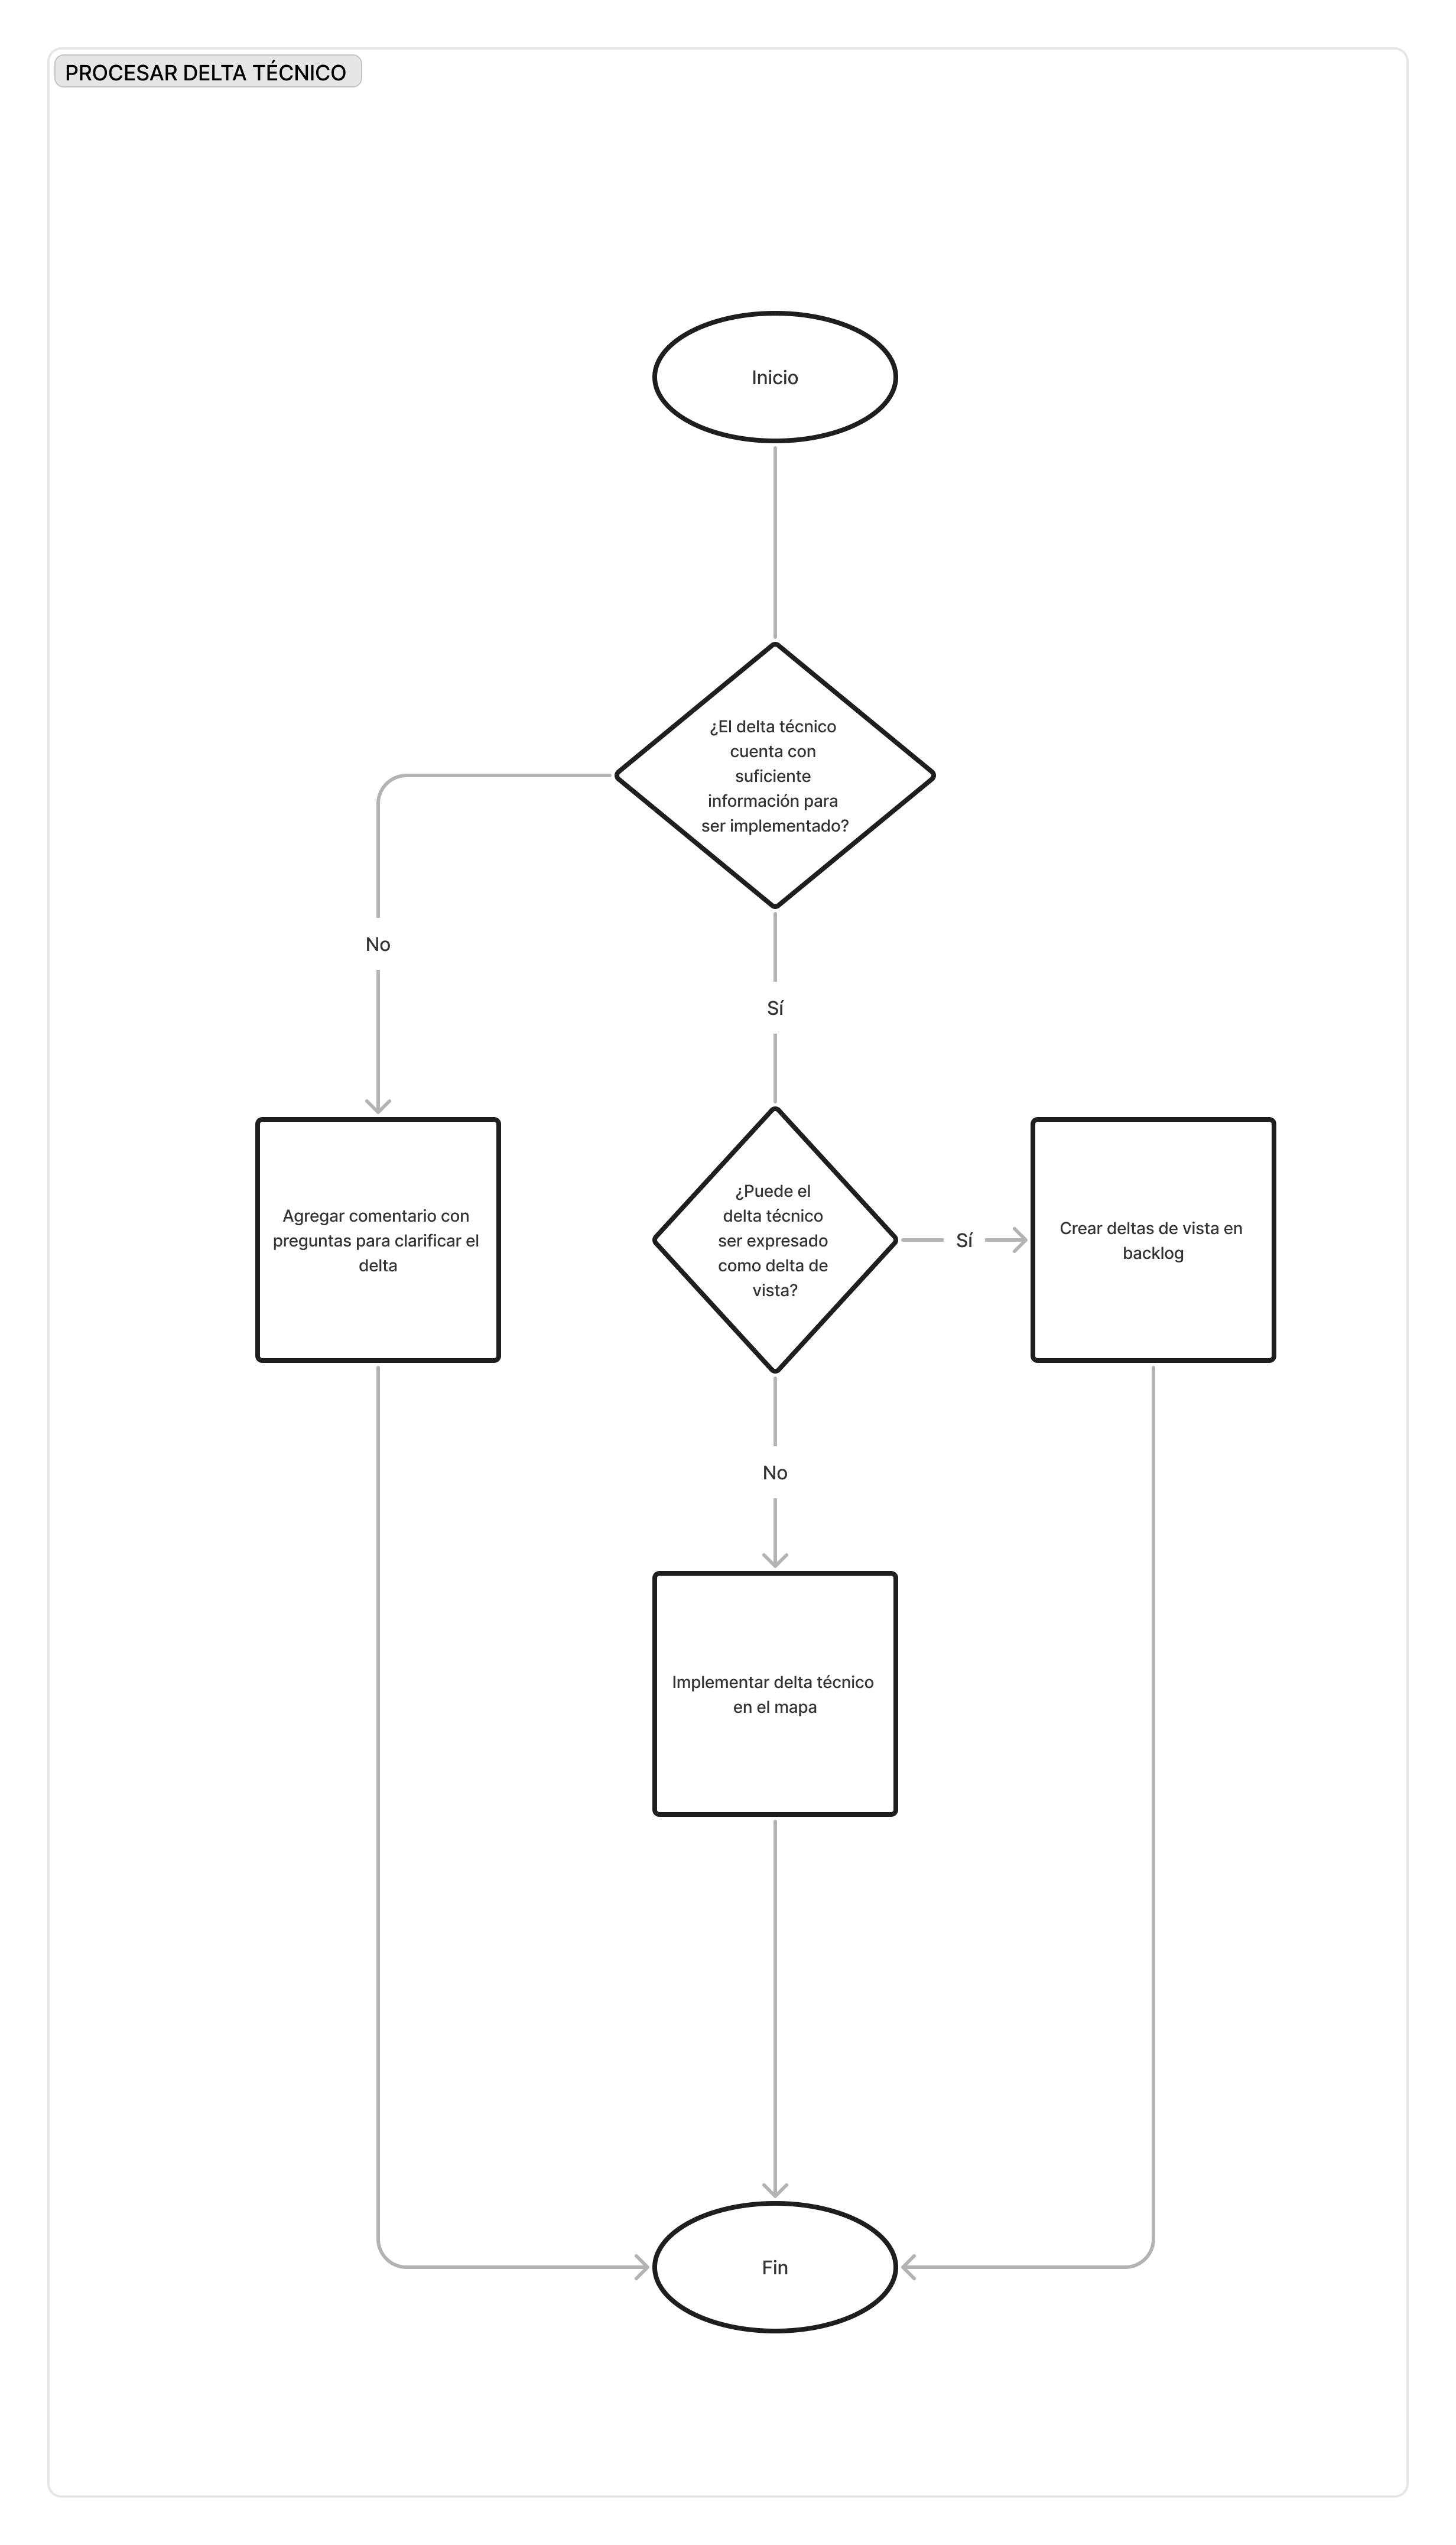 PROCESAR DELTA TÉCNICO
Inicio
¿El delta técnico
cuenta con
suficiente
información para
ser implementado?
No
Sí
Agregar comentario con
preguntas para clarificar el
delta
¿Puede el
delta técnico
ser expresado
como delta de
vista?
Sí
Crear deltas de vista en
backlog
No
Implementar delta técnico
en el mapa
Fin